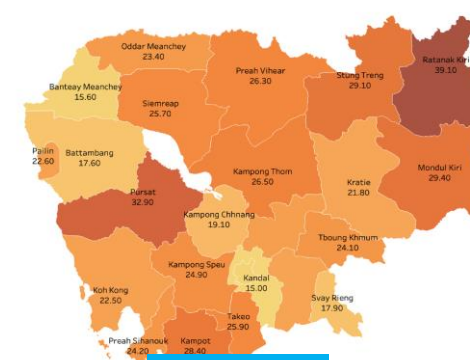 Oddar Meanchey
23.40
Ratanak Kiri
39.10
Preah Vihear
26.30
Stung Treng
29.10
Banteay Meanchey
15.60
Siemreap
25.70
Pailin
22.60
Battambang
17.60
Kampong Thom
26.50
Mondul Kiri
29.40
Kratie
21.80
Pursat
32.90
Kampong Chhnang
19.10
Tboung Khmum
24.10
Kampong Speu
24.90
Kandal
15.00
Koh Kong
22.50
Svay Rieng
17.90
Takeo
25.90
Preah Sihanouk
24.20
Kampot
28.40